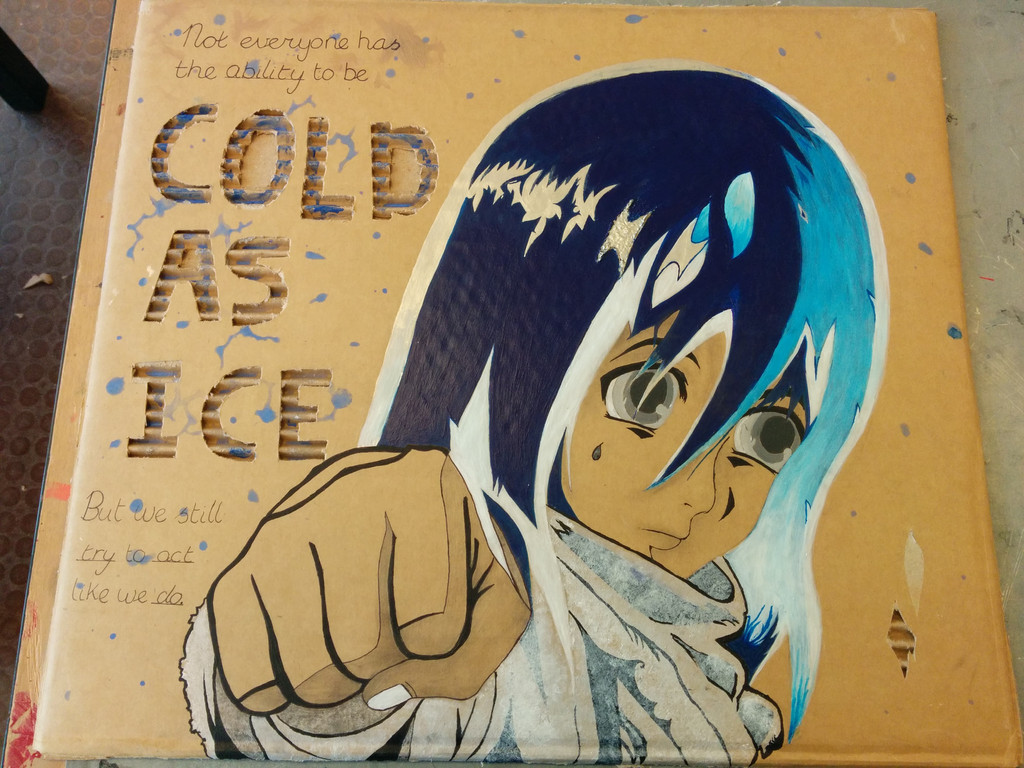 Not everyone has
the ability to be
COLD
AS
ICE
But we still
try to act
like we do.